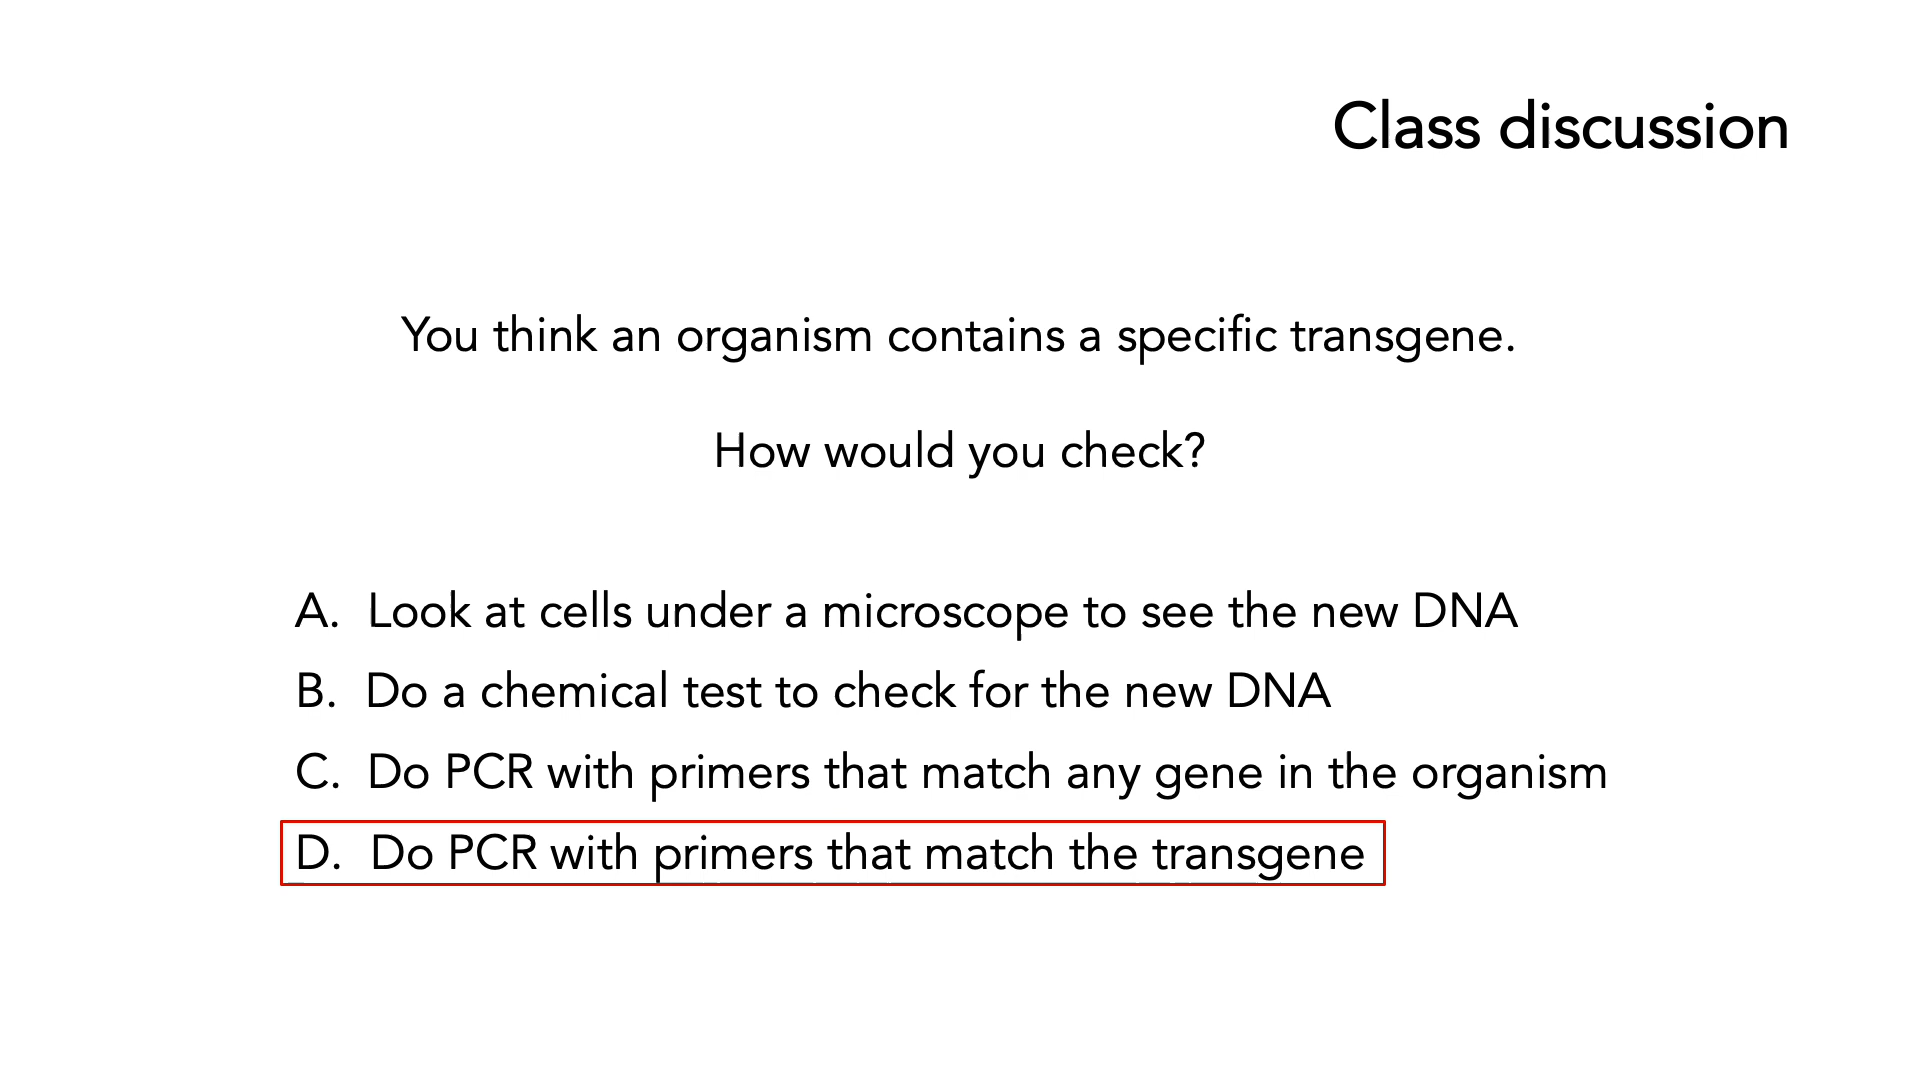 Class discussion
You think an organism contains a specific transgene.
How would you check?
A. Look at cells under a microscope to see the new DNA
B. Do a chemical test to check for the new DNA
C. Do PCR with primers that match any gene in the organism
D. Do PCR with primers that match the transgene